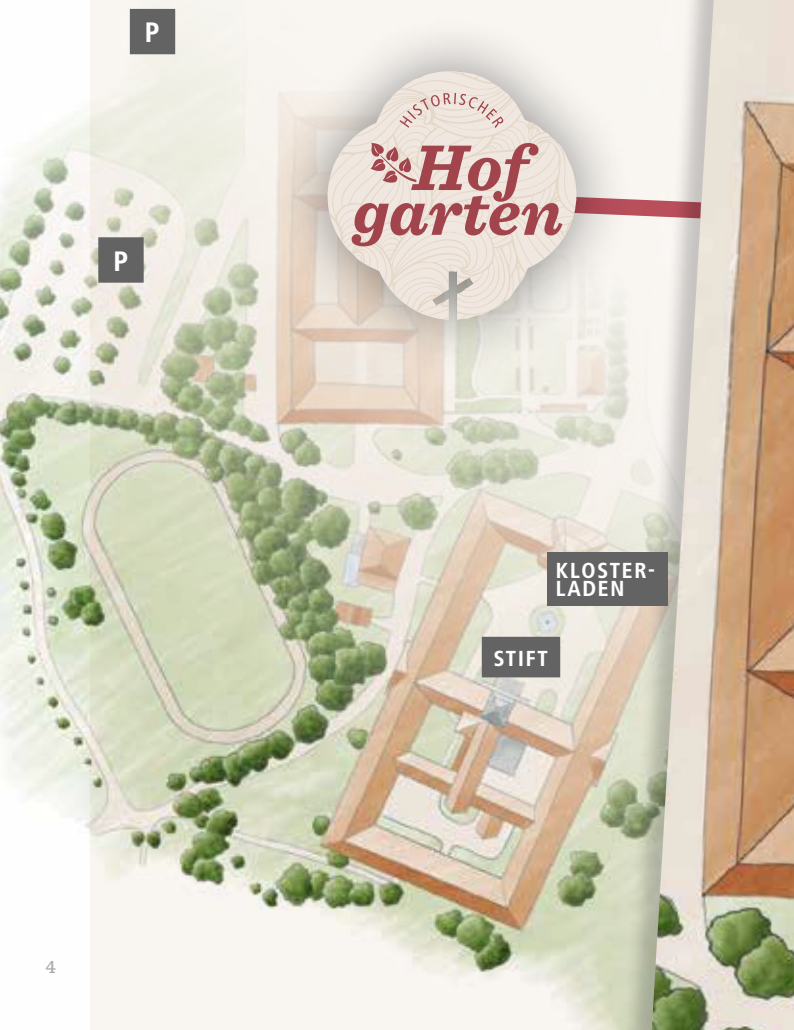 P
HISTORISCHER
Hof
garten
P
KLOSTER-
LADEN
STIFT
4